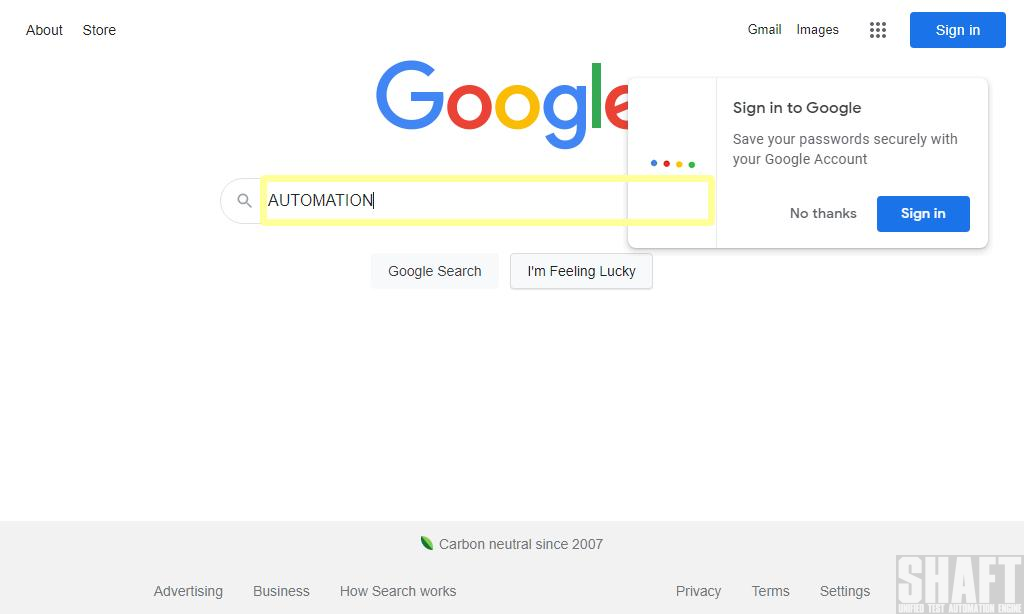 About Store
Gmail Images
Sign in
Google
Sign in to Google
Save your passwords securely with
your Google Account
No thanks Sign in
AUTOMATION
Google Search I'm Feeling Lucky
Carbon neutral since 2007
Advertising Business How Search works
Privacy Terms Settings
SHAFT
UNIFIED TEST AUTOMATION ENGINE